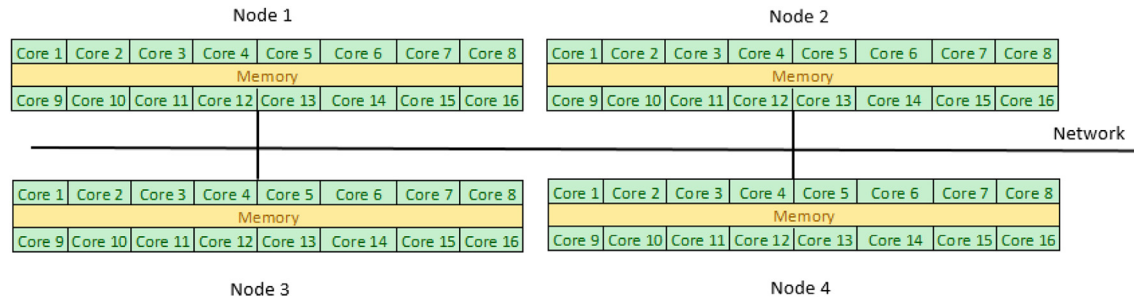 Node 1
Node 2
Core 1 Core 2 Core 3 Core 4 Core 5 Core 6 Core 7 Core 8
Memory
Core 9 Core 10 Core 11 Core 12 Core 13 Core 14 Core 15 Core 16
Core 1 Core 2 Core 3 Core 4 Core 5 Core 6 Core 7 Core 8
Memory
Core 9 Core 10 Core 11 Core 12 Core 13 Core 14 Core 15 Core 16
Network
Core 1 Core 2 Core 3 Core 4 Core 5 Core 6 Core 7 Core 8
Memory
Core 9 Core 10 Core 11 Core 12 Core 13 Core 14 Core 15 Core 16
Core 1 Core 2 Core 3 Core 4 Core 5 Core 6 Core 7 Core 8
Memory
Core 9 Core 10 Core 11 Core 12 Core 13 Core 14 Core 15 Core 16
Node 3
Node 4